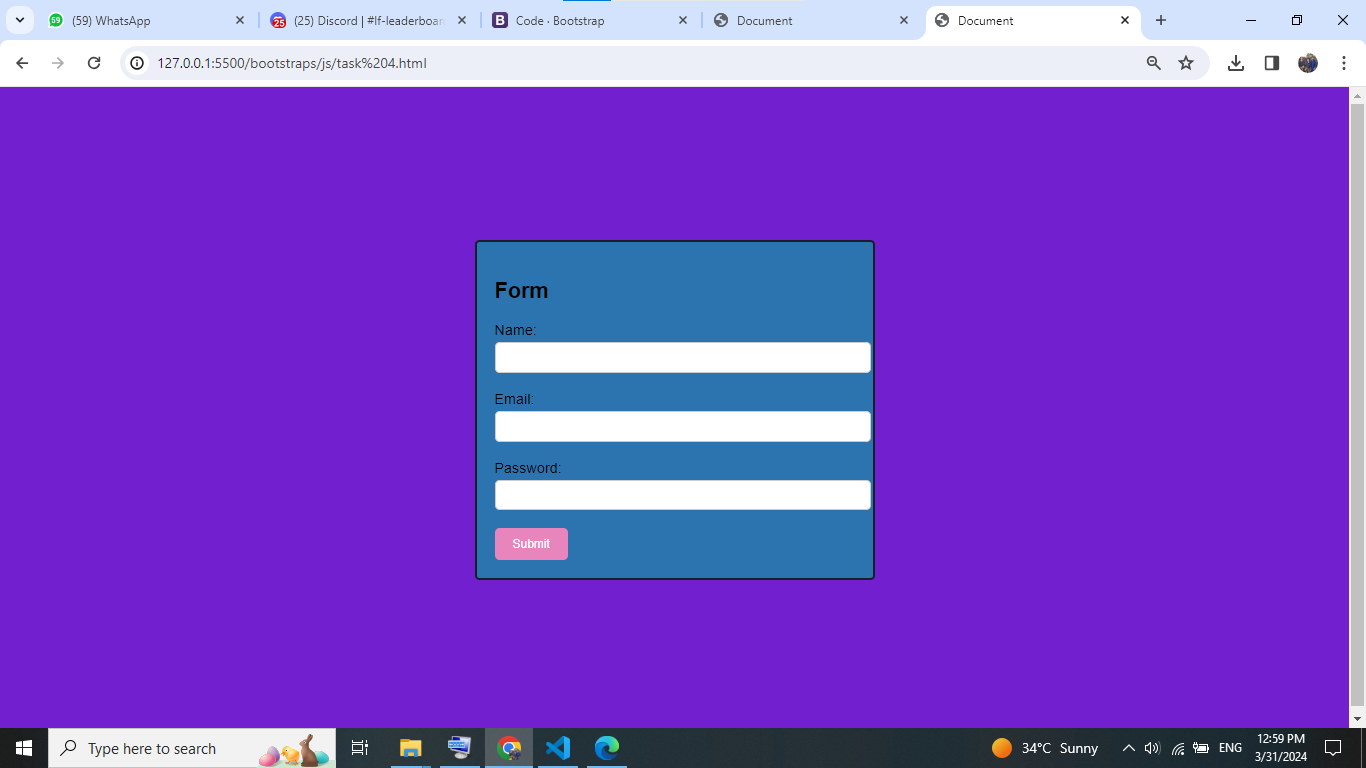 59 (59) WhatsApp
25 (25) Discord | #lf-leaderboar
B Code · Bootstrap
Document
Document
127.0.0.1:5500/bootstraps/js/task%204.html
Form
Name:
Email:
Password:
Submit
Type here to search
34°C Sunny
ENG
12:59 PM
3/31/2024